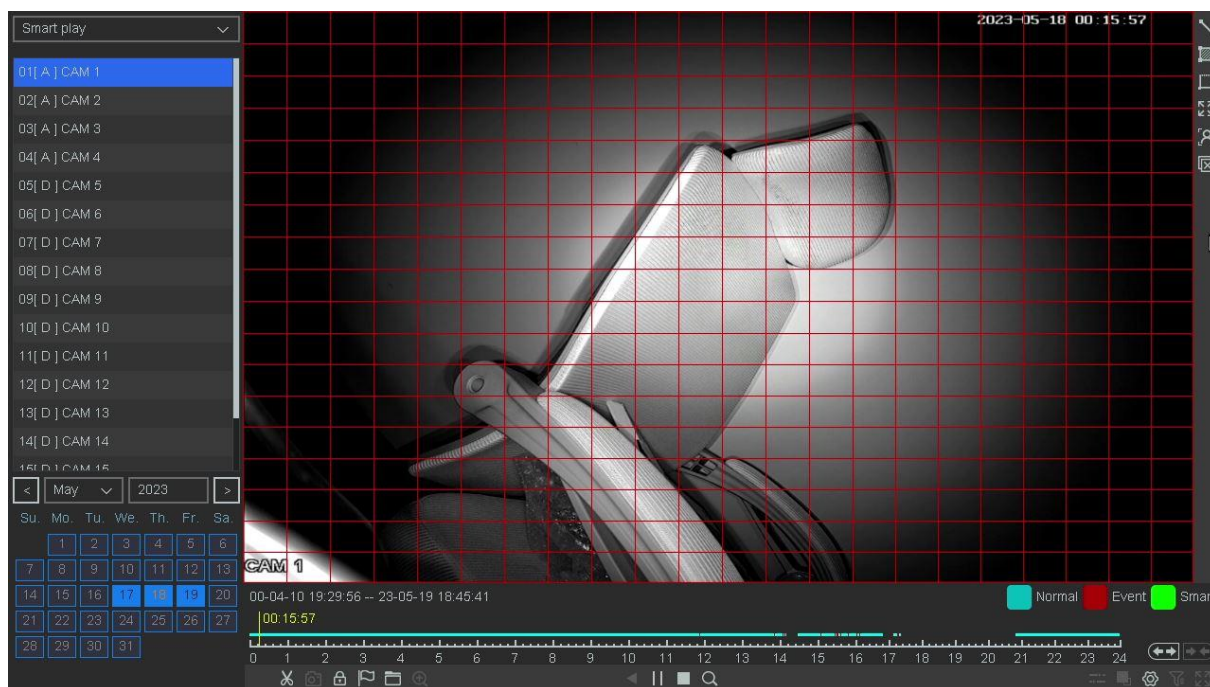 Smart play
2023-05-18 00:15:57
01[ A ] CAM 1
02[ A ] CAM 2
03[ A ] CAM 3
04[ A ] CAM 4
05[ D ] CAM 5
06[ D ] CAM 6
07[ D ] CAM 7
08[ D ] CAM 8
09[ D ] CAM 9
10[ D ] CAM 10
11[ D ] CAM 11
12[ D ] CAM 12
13[ D ] CAM 13
14[ D ] CAM 14
15[ D ] CAM 15
< May 2023 >
Su. Mo. Tu. We. Th. Fr. Sa.
1 2 3 4 5 6
7 8 9 10 11 12 13
14 15 16 17 18 19 20
21 22 23 24 25 26 27
28 29 30 31
CAM 1
00-04-10 19:29:56 -- 23-05-19 18:45:41
Normal Event Smar
00:15:57
0 1 2 3 4 5 6 7 8 9 10 11 12 13 14 15 16 17 18 19 20 21 22 23 24